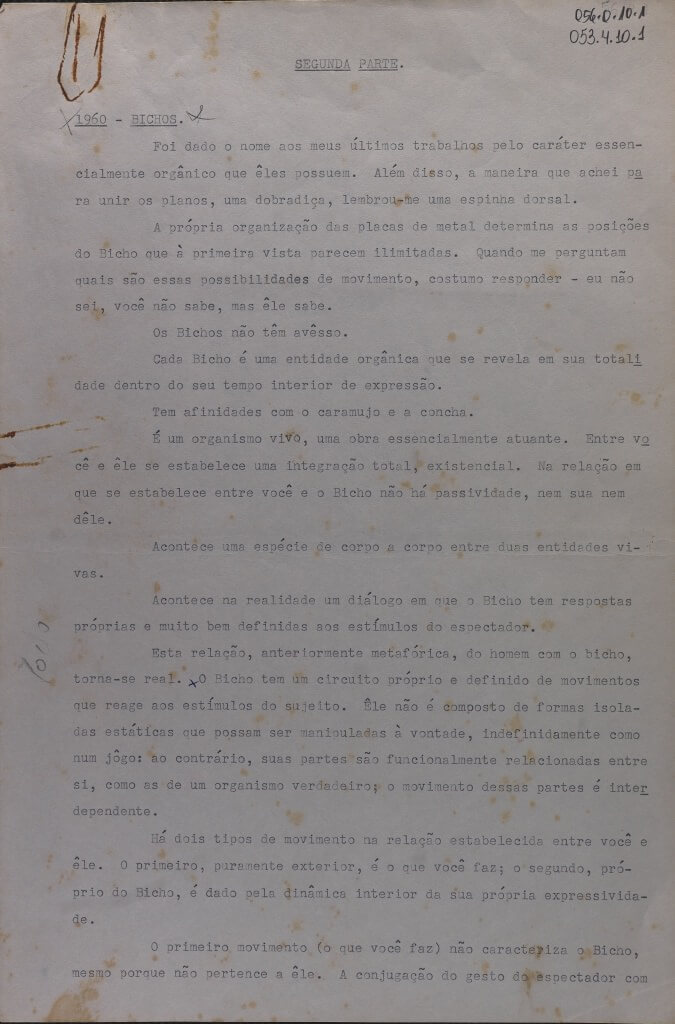 056.0.10.1
053.4.10.1
SEGUNDA PARTE.
1960 - BICHOS.
Foi dado o nome aos meus últimos trabalhos pelo caráter essen-
cialmente orgânico que êles possuem. Além disso, a maneira que achei pa
ra unir os planos, uma dobradiça, lembrou-me uma espinha dorsal.
A própria organização das placas de metal determina as posições
do Bicho que à primeira vista parecem ilimitadas. Quando me perguntam
quais são essas possibilidades de movimento, costumo responder - eu não
sei, você não sabe, mas êle sabe.
Os Bichos não têm avêsso.
Cada Bicho é uma entidade orgânica que se revela em sua totali
dade dentro do seu tempo interior de expressão.
Tem afinidades com o caramujo e a concha.
É um organismo vivo, uma obra essencialmente atuante. Entre vo
cê e êle se estabelece uma integração total, existencial. Na relação em
que se estabelece entre você e o Bicho não há passividade, nem sua nem
dêle.
Acontece uma espécie de corpo a corpo entre duas entidades vi-
vas.
Acontece na realidade um diálogo em que o Bicho tem respostas
próprias e muito bem definidas aos estímulos do espectador.
Esta relação, anteriormente metafórica, do homem com o bicho,
torna-se real. xO Bicho tem um circuito próprio e definido de movimentos
que reage aos estímulos do sujeito. Êle não é composto de formas isola-
das estáticas que possam ser manipuladas à vontade, indefinidamente como
num jôgo: ao contrário, suas partes são funcionalmente relacionadas entre
si, como as de um organismo verdadeiro; o movimento dessas partes é inter
dependente.
Há dois tipos de movimento na relação estabelecida entre você e
êle. O primeiro, puramente exterior, é o que você faz; o segundo, pró-
prio do Bicho, é dado pela dinâmica interior da sua própria expressivida-
de.
O primeiro movimento (o que você faz) não caracteriza o Bicho,
mesmo porque não pertence a êle. A conjugação do gesto do espectador com